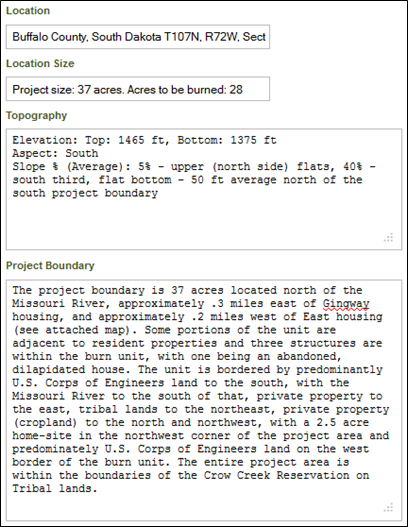 Location
Buffalo County, South Dakota T107N, R72W, Sect
Location Size
Project size: 37 acres. Acres to be burned: 28
Topography
Elevation: Top: 1465 ft, Bottom: 1375 ft
Aspect: South
Slope % (Average): 5% - upper (north side) flats, 40% -
south third, flat bottom - 50 ft average north of the
south project boundary
Project Boundary
The project boundary is 37 acres located north of the
Missouri River, approximately .3 miles east of Gingway
housing, and approximately .2 miles west of East housing
(see attached map). Some portions of the unit are
adjacent to resident properties and three structures are
within the burn unit, with one being an abandoned,
dilapidated house. The unit is bordered by predominantly
U.S. Corps of Engineers land to the south, with the
Missouri River to the south of that, private property to
the east, tribal lands to the northeast, private property
(cropland) to the north and northwest, with a 2.5 acre
home-site in the northwest corner of the project area and
predominately U.S. Corps of Engineers land on the west
border of the burn unit. The entire project area is
within the boundaries of the Crow Creek Reservation on
Tribal lands.